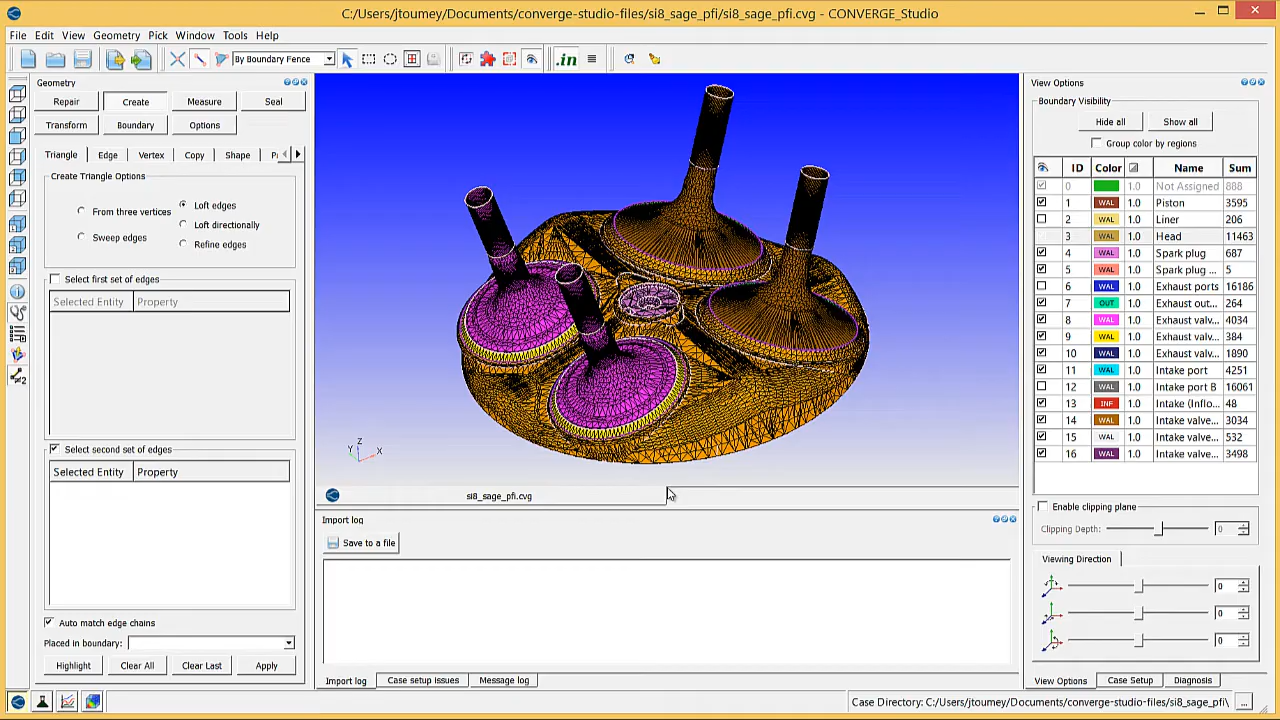 C:/Users/jtoumey/Documents/converge-studio-files/si8_sage_pfi/si8_sage_pfi.cvg - CONVERGE_Studio
File Edit View Geometry Pick Window Tools Help
By Boundary Fence
.in
Geometry
Repair Create Measure Seal
Transform Boundary Options
Triangle Edge Vertex Copy Shape
Create Triangle Options
From three vertices
Loft edges
Loft directionally
Sweep edges
Refine edges
Select first set of edges
Selected Entity Property
Select second set of edges
Selected Entity Property
Auto match edge chains
Placed in boundary:
Highlight Clear All Clear Last Apply
Z
Y X
si8_sage_pfi.cvg
Import log
Save to a file
Import log Case setup issues Message log
View Options
Boundary Visibility
Hide all Show all
Group color by regions
ID Color Name Sum
0 1.0 Not Assigned 888
1 WAL 1.0 Piston 3595
2 WAL 1.0 Liner 206
3 WAL 1.0 Head 11463
4 WAL 1.0 Spark plug 687
5 WAL 1.0 Spark plug ... 5
6 WAL 1.0 Exhaust ports 16186
7 OUT 1.0 Exhaust out... 264
8 WAL 1.0 Exhaust valv... 4034
9 WAL 1.0 Exhaust valv... 384
10 WAL 1.0 Exhaust valv... 1890
11 WAL 1.0 Intake port 4251
12 WAL 1.0 Intake port B 16061
13 INF 1.0 Intake (Inflo... 48
14 WAL 1.0 Intake valve... 3034
15 WAL 1.0 Intake valve... 532
16 WAL 1.0 Intake valve... 3498
Enable clipping plane
Clipping Depth: 0
Viewing Direction
0
0
0
View Options Case Setup Diagnosis
Case Directory: C:/Users/jtoumey/Documents/converge-studio-files/si8_sage_pfi\ ...